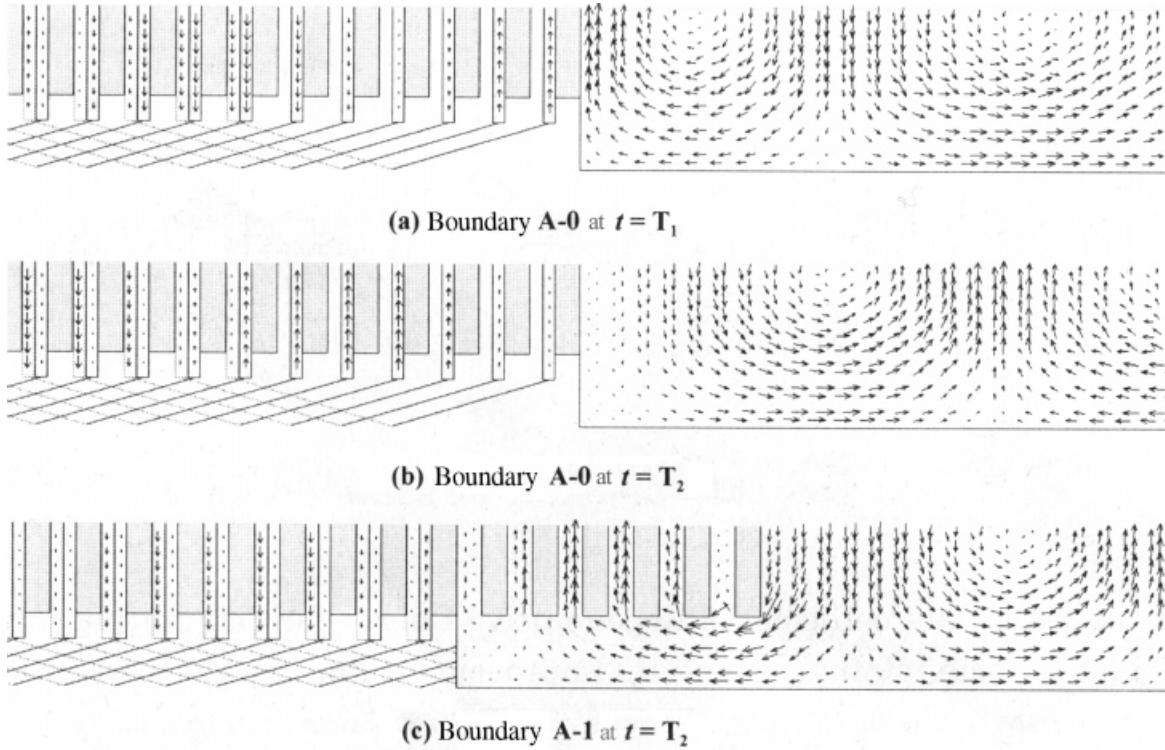 (a) Boundary A-0 at t = T₁
(b) Boundary A-0 at t = T₂
(c) Boundary A-1 at t = T₂